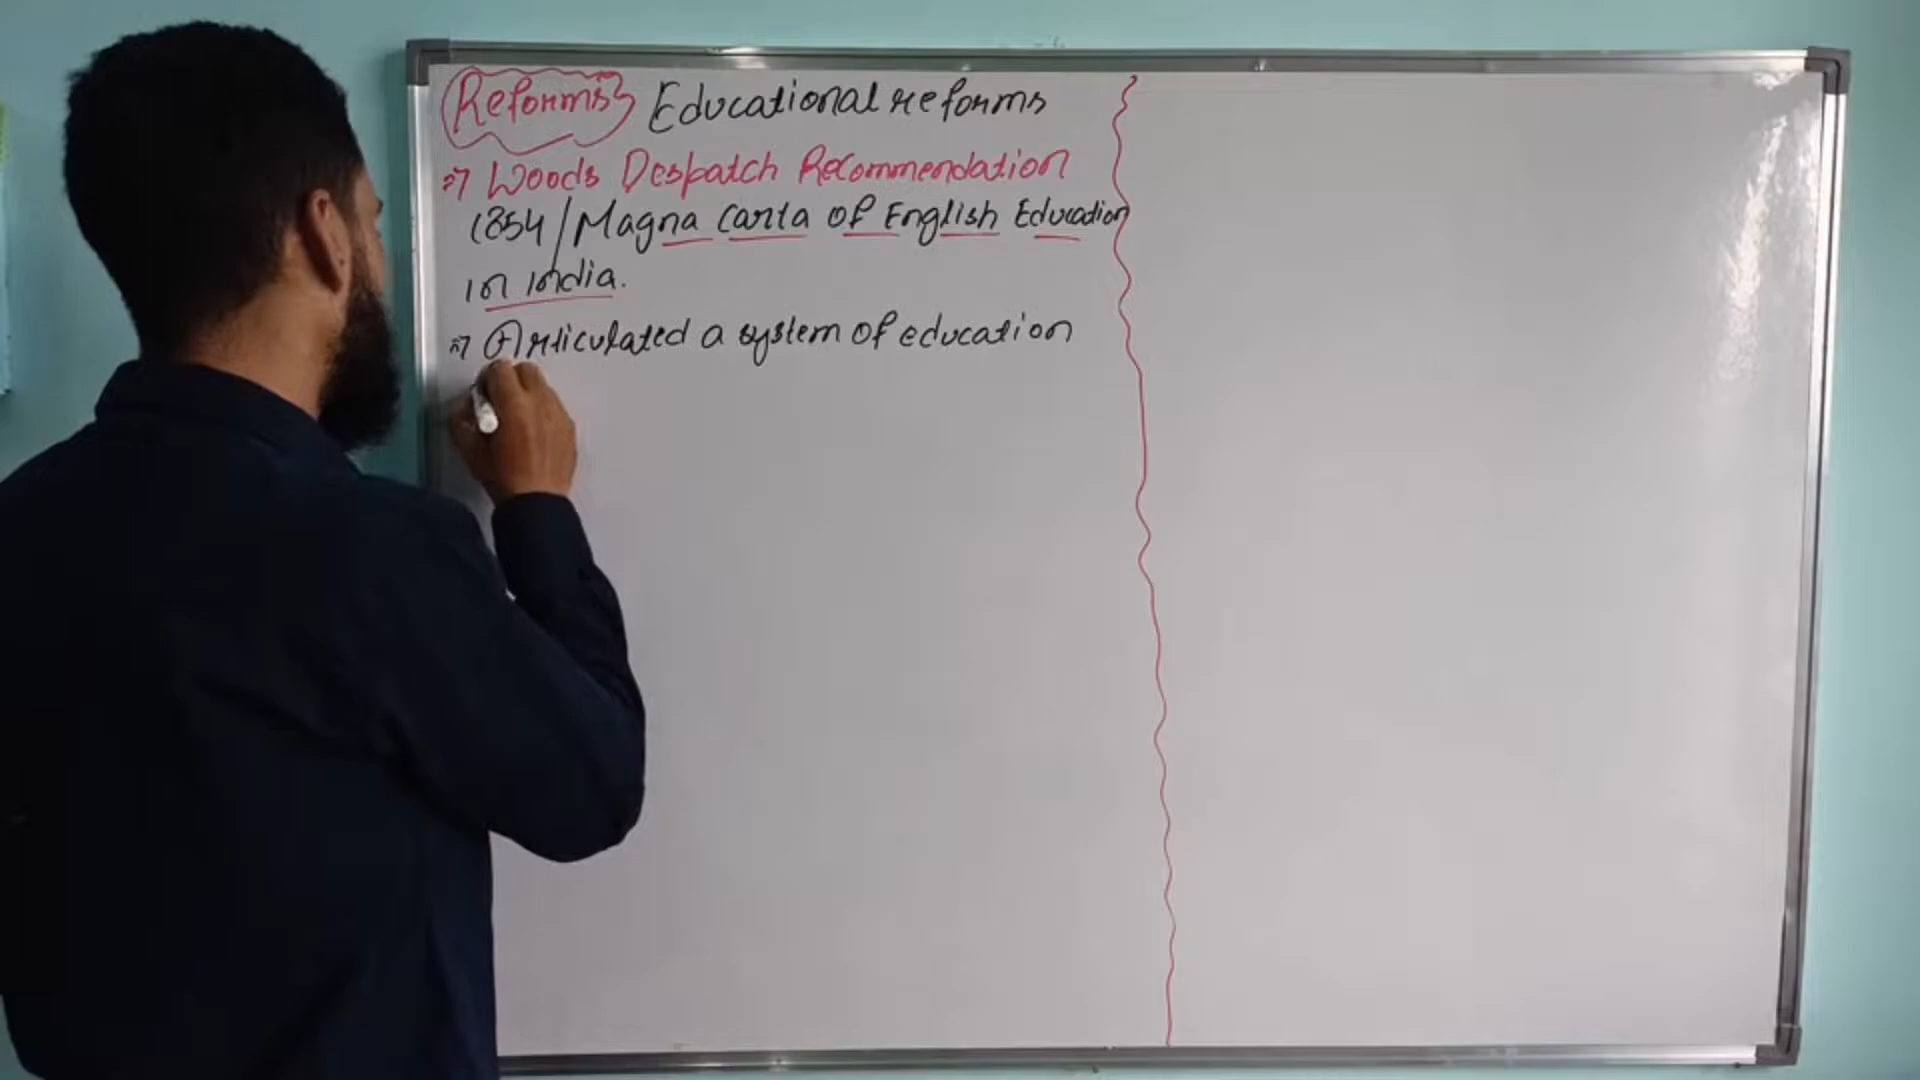 Reforms Educational reforms
⇒ Woods Despatch Recommendation
1854/Magna Carta of English Education
in India.
⇒ Articulated a system of education